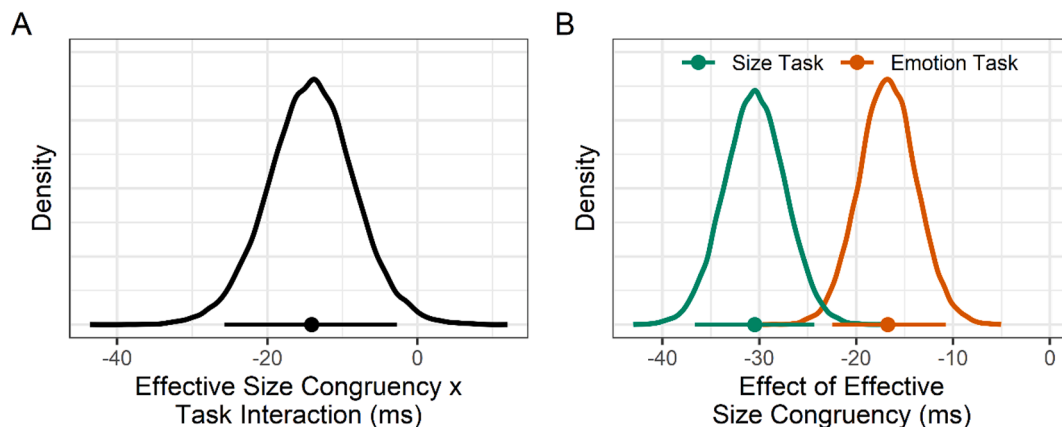 A
Density
-40
-20
0
Effective Size Congruency x
Task Interaction (ms)
B
Size Task
Emotion Task
Density
-40
-30
-20
-10
0
Effect of Effective
Size Congruency (ms)